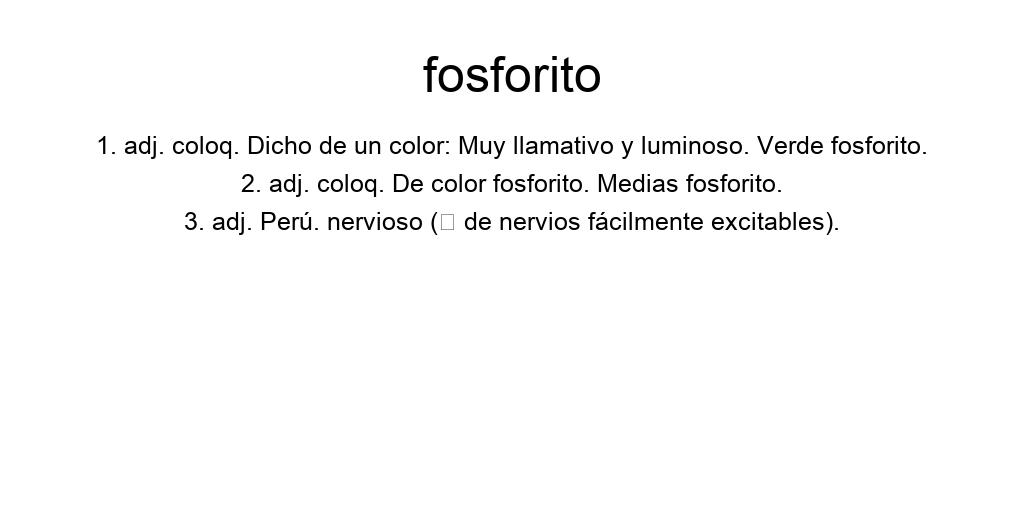 fosforito
1. adj. coloq. Dicho de un color: Muy llamativo y luminoso. Verde fosforito.
2. adj. coloq. De color fosforito. Medias fosforito.
3. adj. Perú. nervioso (□ de nervios fácilmente excitables).